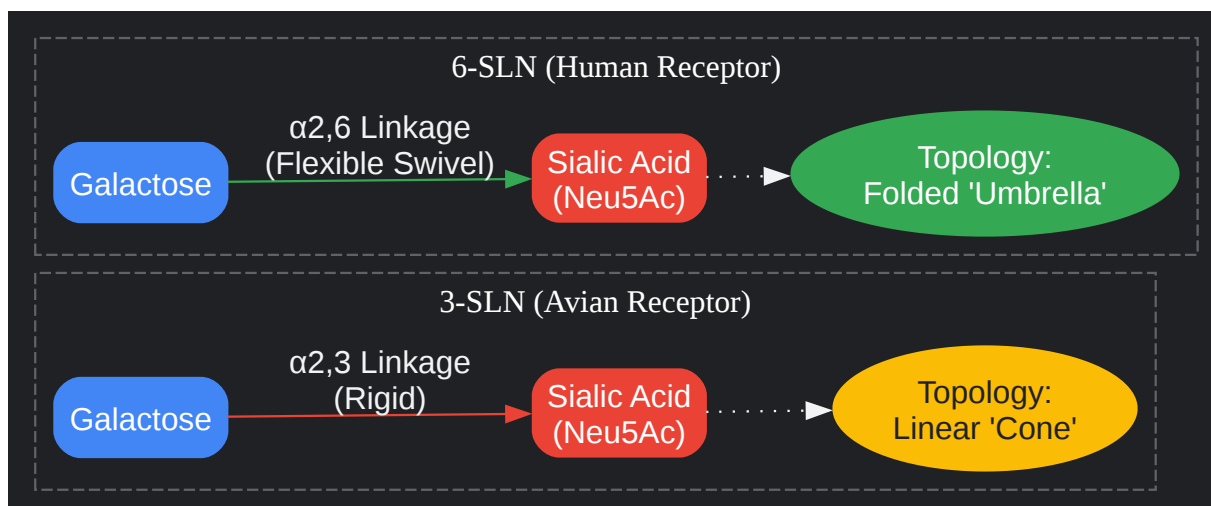 6-SLN (Human Receptor)
Galactose
α2,6 Linkage
(Flexible Swivel)
Sialic Acid
(Neu5Ac)
Topology:
Folded 'Umbrella'
3-SLN (Avian Receptor)
Galactose
α2,3 Linkage
(Rigid)
Sialic Acid
(Neu5Ac)
Topology:
Linear 'Cone'